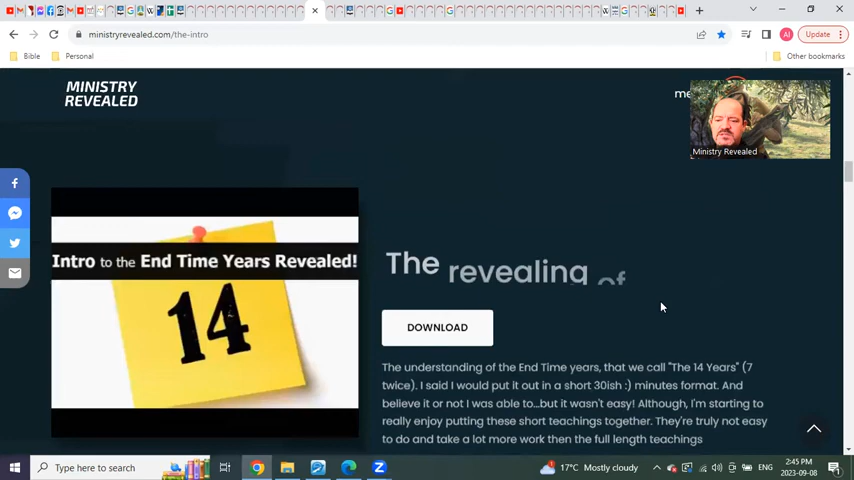 Update
ministryrevealed.com/the-intro
Bible
Personal
Other bookmarks
MINISTRY
REVEALED
me
Ministry Revealed
Intro to the End Time Years Revealed!
14
The revealing of
DOWNLOAD
The understanding of the End Time years, that we call "The 14 Years" (7
twice). I said I would put it out in a short 30ish :) minutes format. And
believe it or not I was able to...but it wasn't easy! Although, I'm starting to
really enjoy putting these short teachings together. They're truly not easy
to do and take a lot more work then the full length teachings
Type here to search
17°C Mostly cloudy
ENG
2:45 PM
2023-09-08